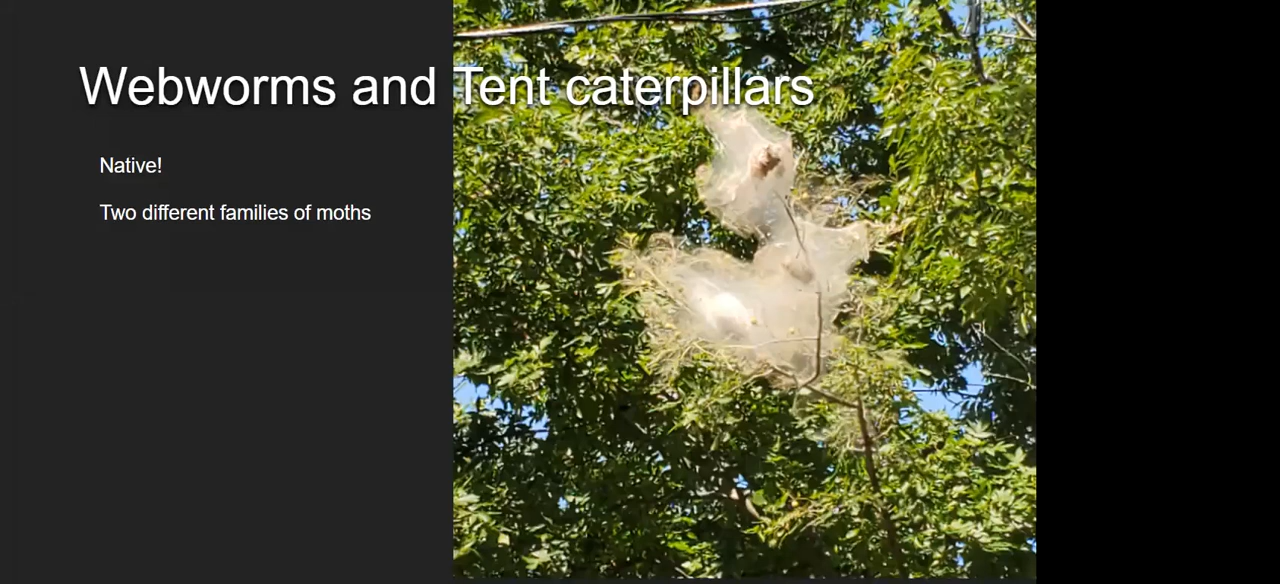 Webworms and Tent caterpillars
Native!
Two different families of moths